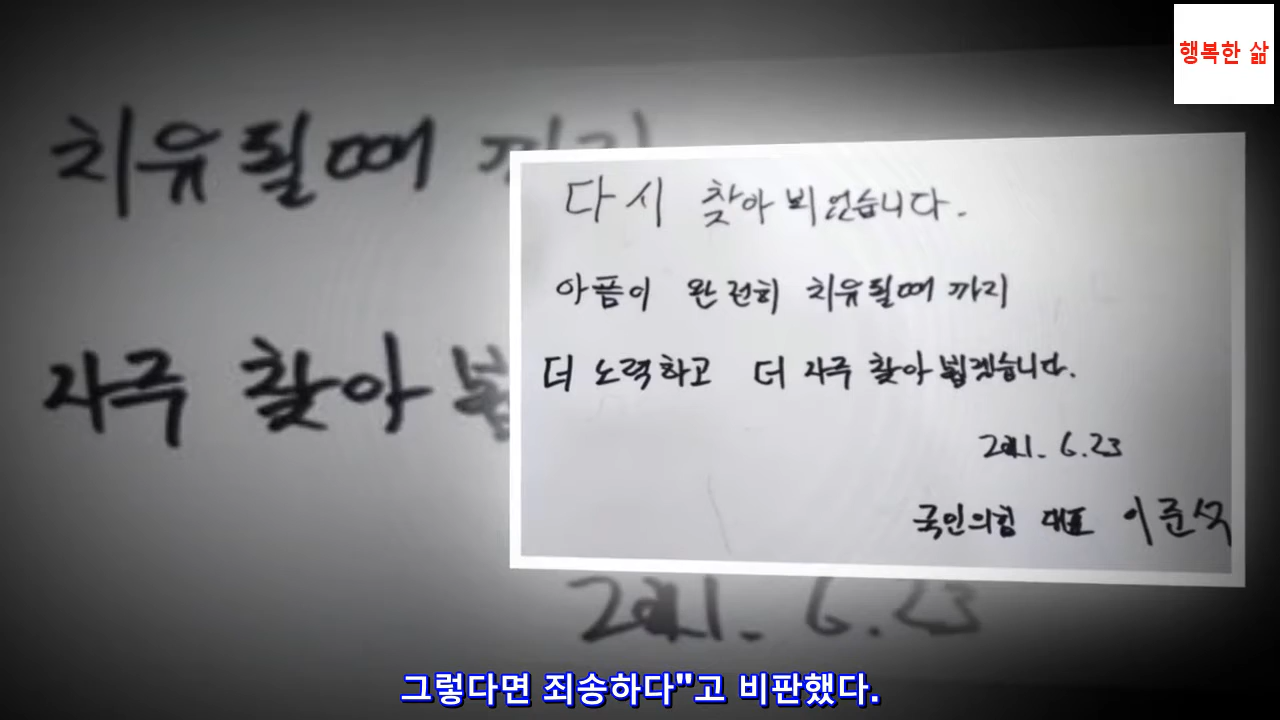 행복한 삶
치유될때 까지
자주 찾아
다시 찾아 뵈었습니다.
아픔이 완전히 치유될때 까지
더 노력하고 더 자주 찾아 뵙겠습니다.
2021. 6.23
국민의힘 대표 이준석
2021. 6.23
그렇다면 죄송하다"고 비판했다.